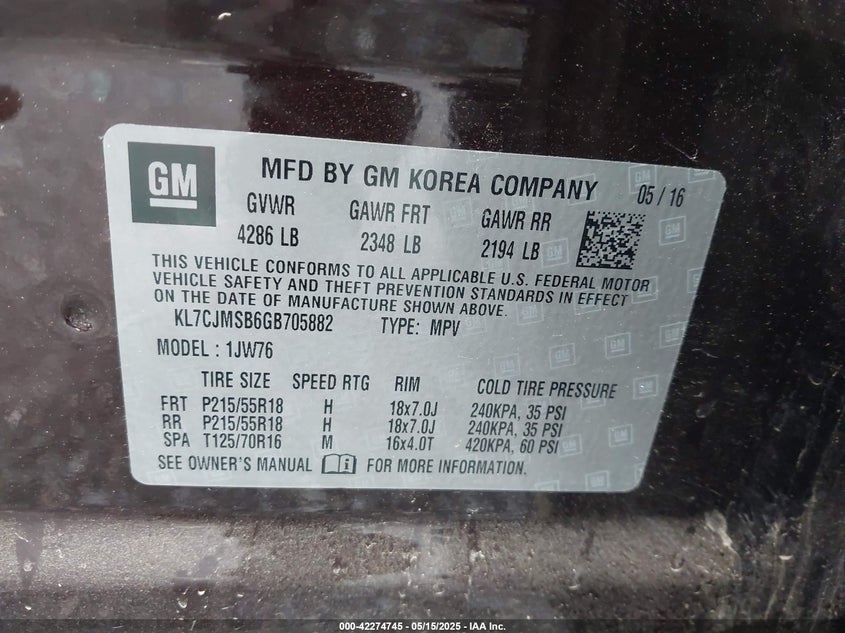 GM
MFD BY GM KOREA COMPANY 05 / 16
GVWR GAWR FRT GAWR RR
4286 LB 2348 LB 2194 LB
THIS VEHICLE CONFORMS TO ALL APPLICABLE U.S. FEDERAL MOTOR
VEHICLE SAFETY AND THEFT PREVENTION STANDARDS IN EFFECT
ON THE DATE OF MANUFACTURE SHOWN ABOVE.
KL7CJMSB6GB705882 TYPE: MPV
MODEL : 1JW76
TIRE SIZE SPEED RTG RIM COLD TIRE PRESSURE
FRT P215/55R18 H 18x7.0J 240KPA, 35 PSI
RR P215/55R18 H 18x7.0J 240KPA, 35 PSI
SPA T125/70R16 M 16x4.0T 420KPA, 60 PSI
SEE OWNER'S MANUAL FOR MORE INFORMATION.
000-42274745 - 05/15/2025 - IAA Inc.